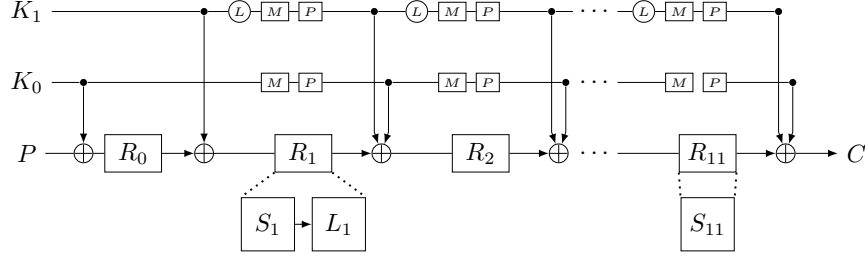 K₁ L M P L M P ··· L M P
K₀ M P M P ··· M P
P R₀ R₁ R₂ ··· R₁₁ C
S₁ L₁ S₁₁